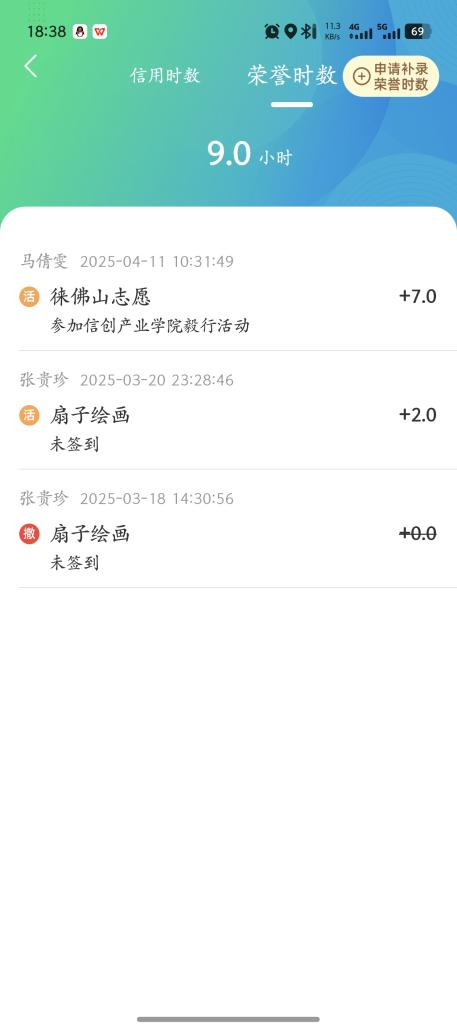 18:38
11.3
KB/s
4G
5G
69
信用时数
荣誉时数
申请补录
荣誉时数
9.0 小时
马倩雯 2025-04-11 10:31:49
活 徕佛山志愿 +7.0
参加信创产业学院毅行活动
张贵珍 2025-03-20 23:28:46
活 扇子绘画 +2.0
未签到
张贵珍 2025-03-18 14:30:56
撤 扇子绘画 +0.0
未签到